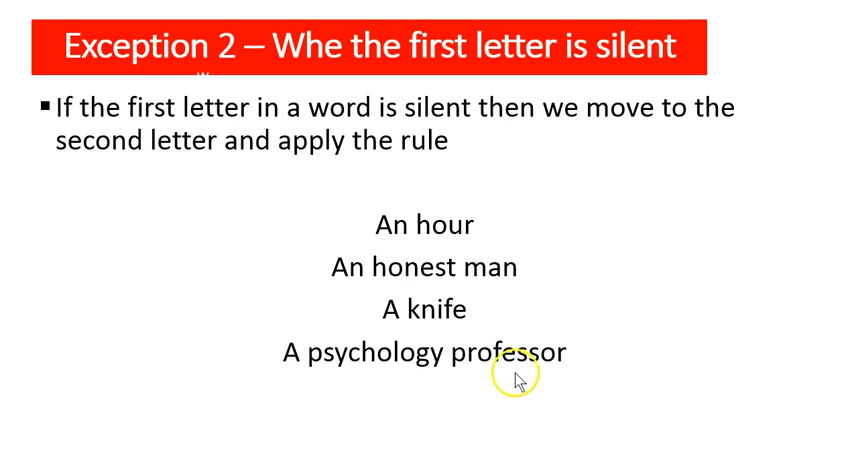 Exception 2 – Whe the first letter is silent
w
▪ If the first letter in a word is silent then we move to the
second letter and apply the rule
An hour
An honest man
A knife
A psychology professor